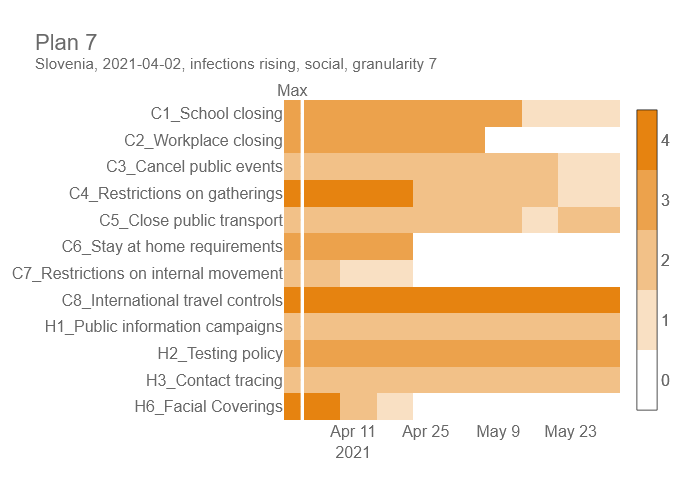 Plan 7
Slovenia, 2021-04-02, infections rising, social, granularity 7
Max
C1_School closing
C2_Workplace closing
C3_Cancel public events
C4_Restrictions on gatherings
C5_Close public transport
C6_Stay at home requirements
C7_Restrictions on internal movement
C8_International travel controls
H1_Public information campaigns
H2_Testing policy
H3_Contact tracing
H6_Facial Coverings
4
3
2
1
0
Apr 11 Apr 25 May 9 May 23
2021